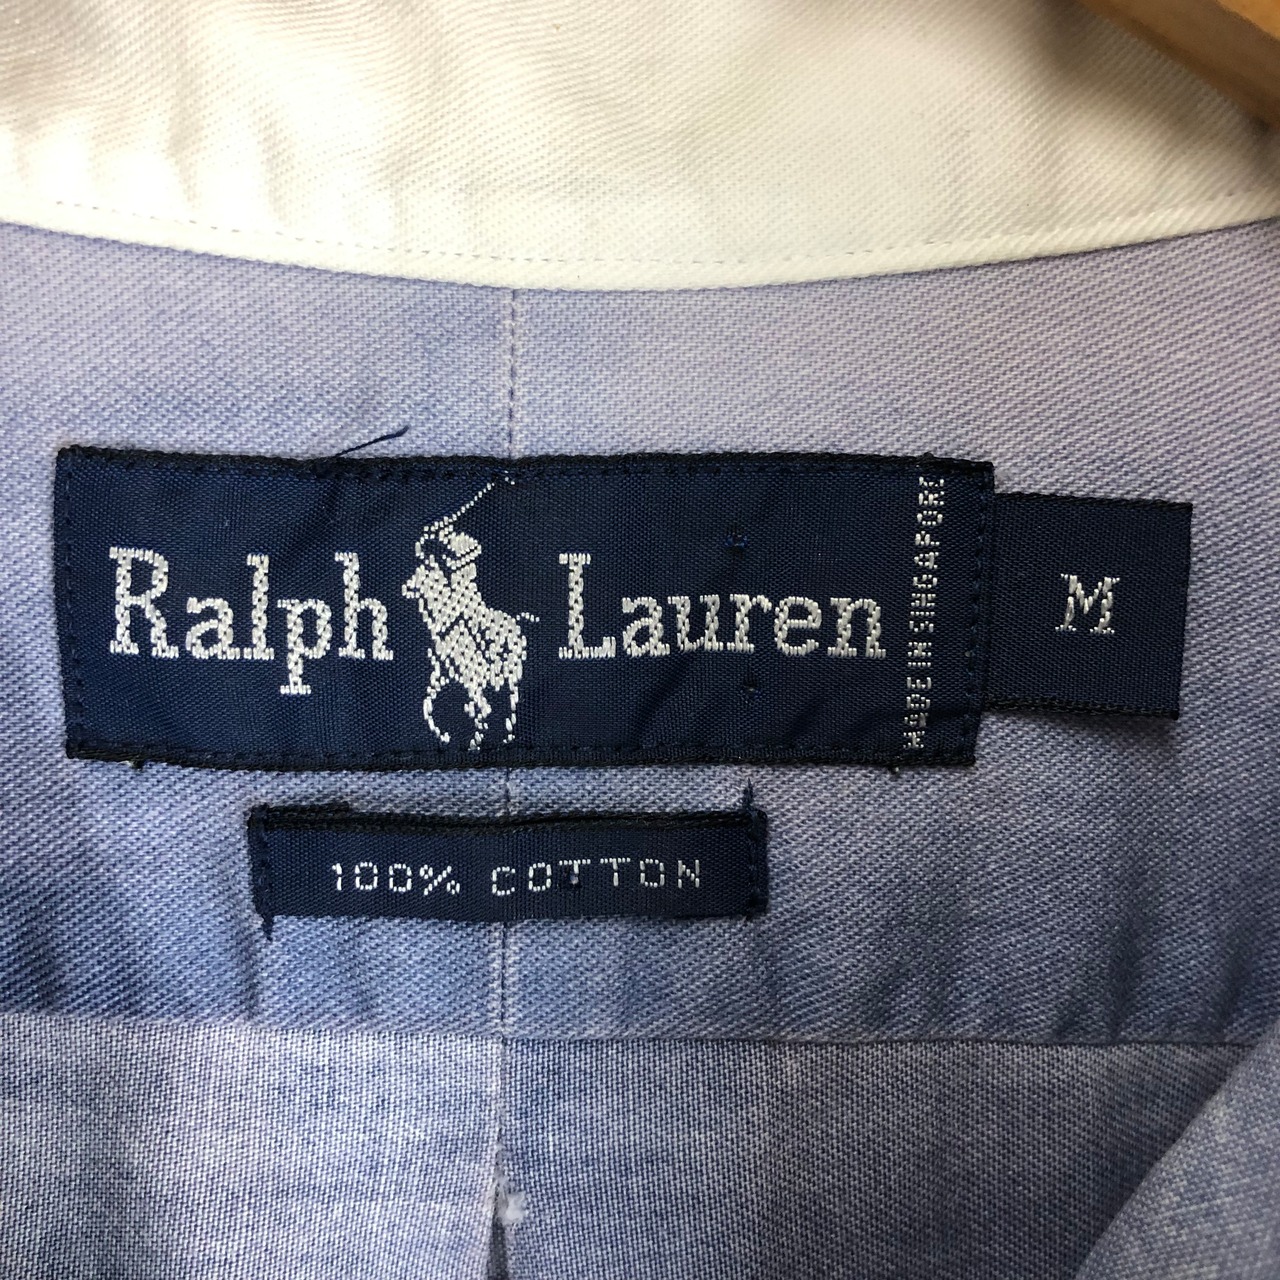 Ralph Lauren
MADE IN SINGAPORE
M
100% COTTON